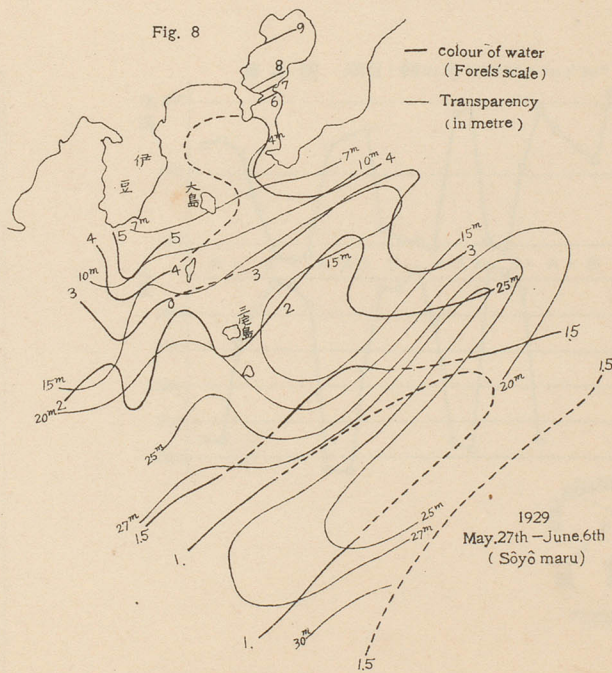 Fig. 8
colour of water
( Forels' scale )
Transparency
(in metre)
9
8
7
6
4m
7m
10m
4
伊
豆
大
島
7m
4
5
5
10m
4
3
0
3
15m
3
15m
2
25m
三
宅
島
15m
2
20m
1.5
1.5
20m
25m
27m
1.5
1.
25m
27m
1929
May.27th—June.6th
( Sôyô maru)
1.
30m
1.5